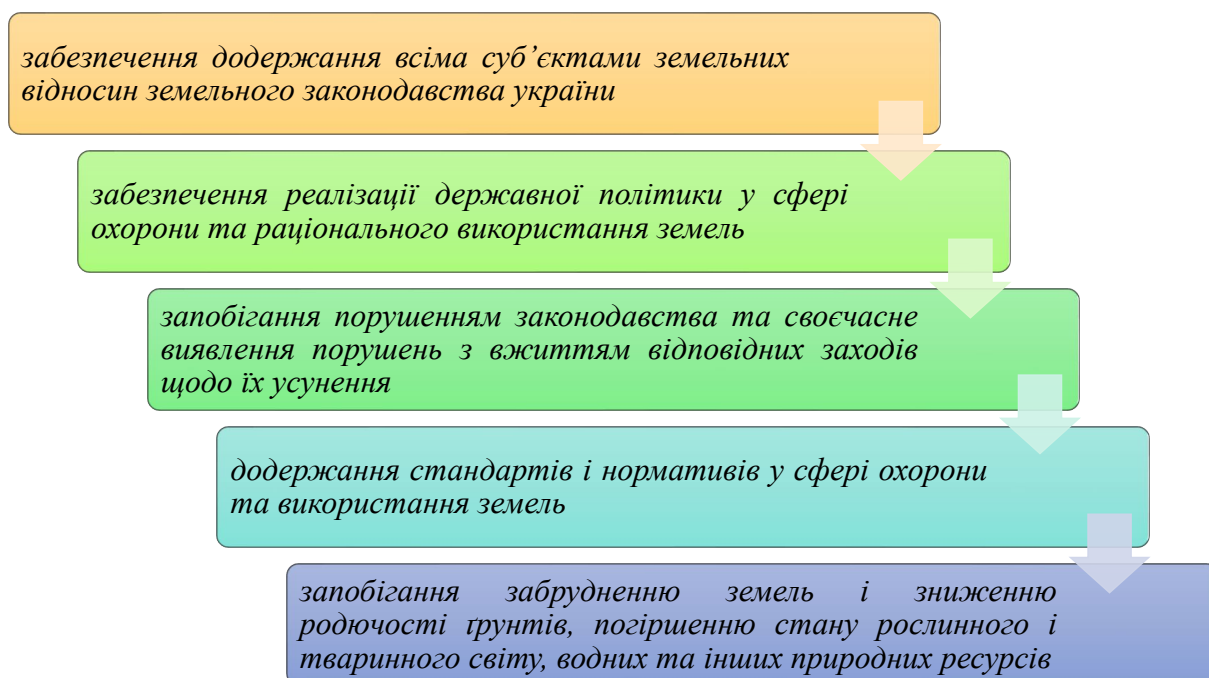 забезпечення додержання всіма суб’єктами земельних
відносин земельного законодавства україни
забезпечення реалізації державної політики у сфері
охорони та раціонального використання земель
запобігання порушенням законодавства та своєчасне
виявлення порушень з вжиттям відповідних заходів
щодо їх усунення
додержання стандартів і нормативів у сфері охорони
та використання земель
запобігання забрудненню земель і зниженню
родючості ґрунтів, погіршенню стану рослинного і
тваринного світу, водних та інших природних ресурсів